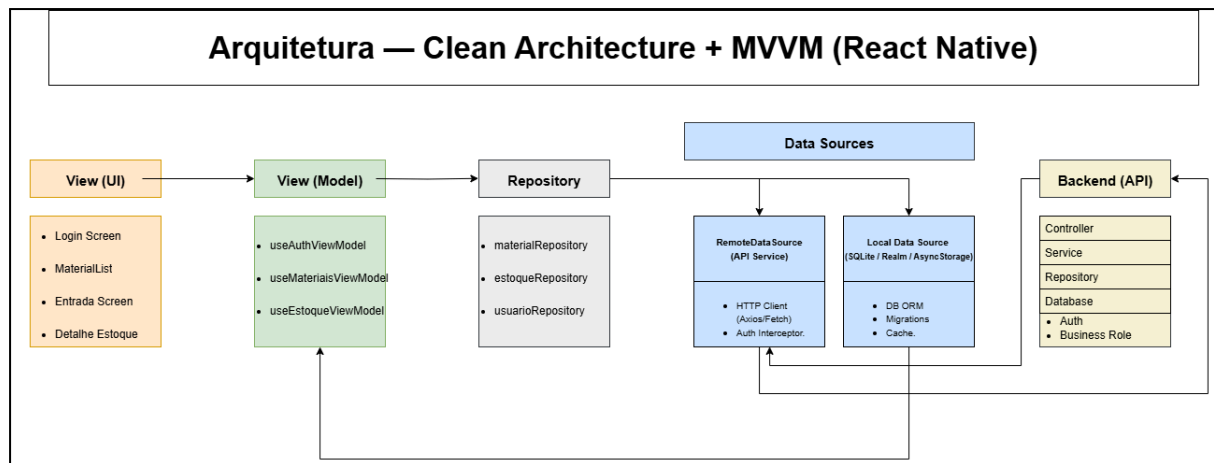 Arquitetura — Clean Architecture + MVVM (React Native)
Data Sources
View (UI)
View (Model)
Repository
Backend (API)
Login Screen
MaterialList
Entrada Screen
Detalhe Estoque
useAuthViewModel
useMateriaisViewModel
useEstoqueViewModel
materialRepository
estoqueRepository
usuarioRepository
RemoteDataSource
(API Service)
HTTP Client
(Axios/Fetch)
Auth Interceptor.
Local Data Source
(SQLite / Realm / AsyncStorage)
DB ORM
Migrations
Cache.
Controller
Service
Repository
Database
Auth
Business Role